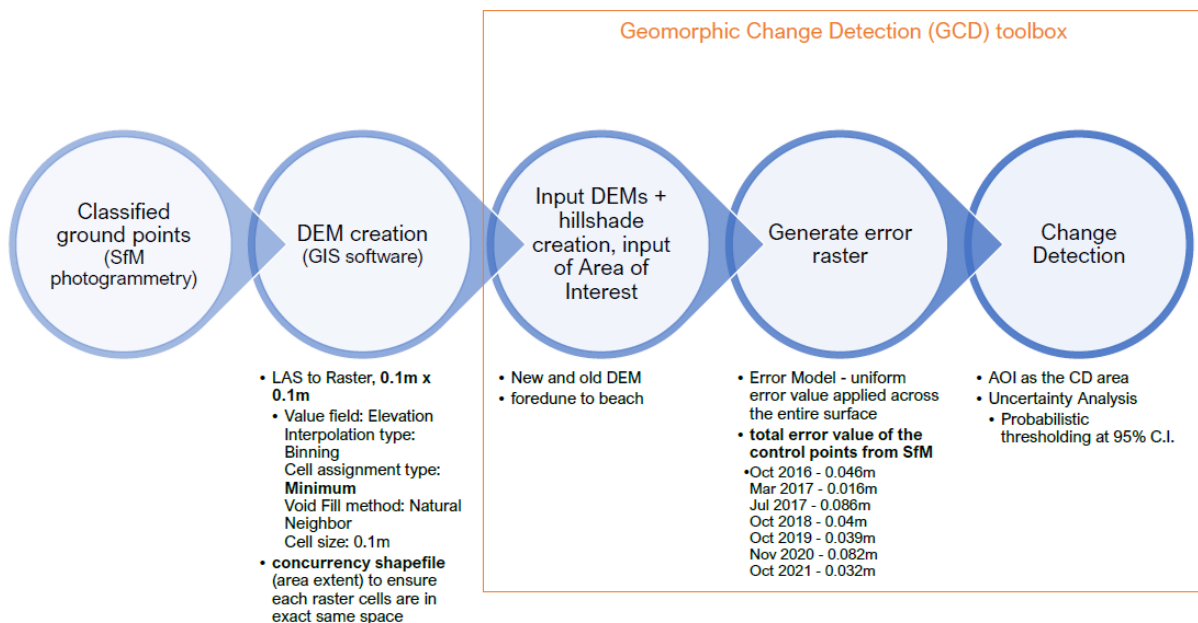 Geomorphic Change Detection (GCD) toolbox
Classified
ground points
(SfM
photogrammetry)
DEM creation
(GIS software)
Input DEMs +
hillshade
creation, input
of Area of
Interest
Generate error
raster
Change
Detection
• LAS to Raster, 0.1m x
0.1m
• Value field: Elevation
Interpolation type:
Binning
Cell assignment type:
Minimum
Void Fill method: Natural
Neighbor
Cell size: 0.1m
• concurrency shapefile
(area extent) to ensure
each raster cells are in
exact same space
• New and old DEM
• foredune to beach
• Error Model - uniform
error value applied across
the entire surface
• total error value of the
control points from SfM
•Oct 2016 - 0.046m
Mar 2017 - 0.016m
Jul 2017 - 0.086m
Oct 2018 - 0.04m
Oct 2019 - 0.039m
Nov 2020 - 0.082m
Oct 2021 - 0.032m
• AOI as the CD area
• Uncertainty Analysis
• Probabilistic
thresholding at 95% C.I.